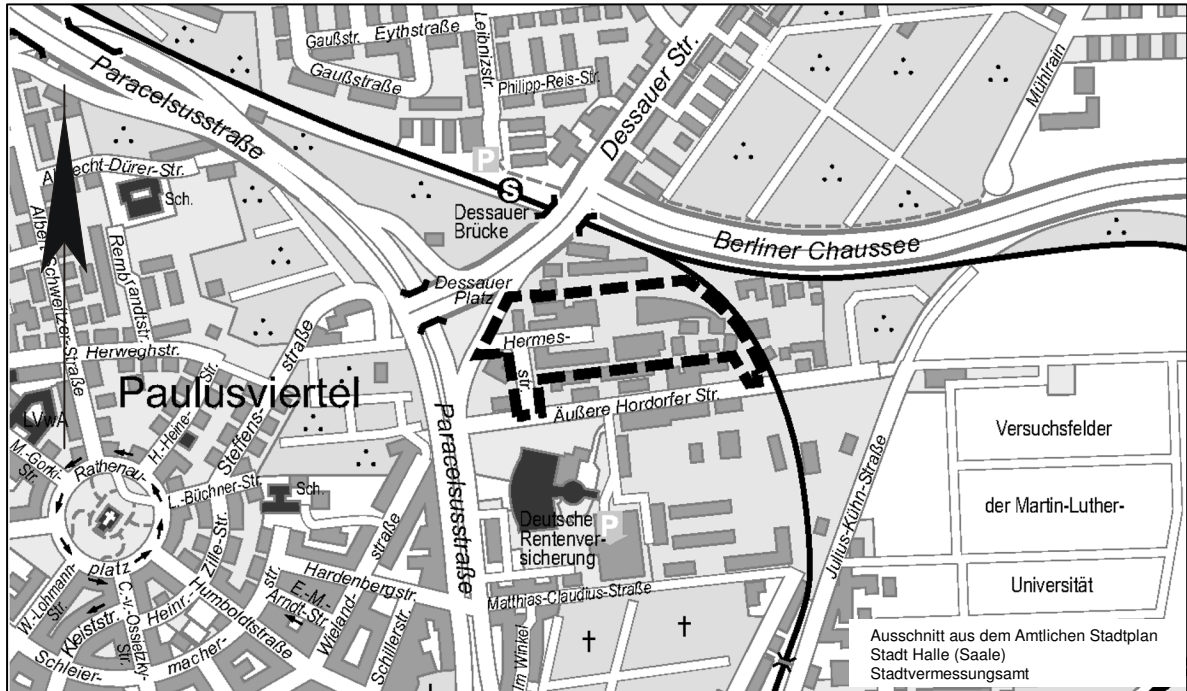 Gaußstr.
Eythstraße
Gaußstraße
Leibnizstr.
Philipp-Reis-Str.
Dessauer Str.
Mühlrain
Paracelsusstraße
P
S
Dessauer
Brücke
Berliner Chaussee
Albrecht-Dürer-Str.
Sch.
Albert-Schweitzer-Straße
Rembrandtstr.
Dessauer
Platz
Hermes-
str.
Herweghstr.
Paulusviertel
Äußere Hordorfer Str.
Paracelsusstraße
LVwA
M.-Gorki-
Str.
H.-Heine-
Str.
Steffens-
straße
Rathenau-
platz
L.-Büchner-Str.
Sch.
Zille-Str.
Deutsche
Rentenver-
sicherung
P
Julius-Kühn-Straße
Versuchsfelder
der Martin-Luther-
Universität
Hardenbergstr.
Matthias-Claudius-Straße
W.-Lohmann-
Str.
Kleiststr.
C.-v.-Ossietzky-
Str.
Heinr.-
Humboldtstraße
E.-M.-
Arndt-Str.
str.
Wieland-
straße
Schillerstr.
Im Winkel
Schleier-
macher-
Ausschnitt aus dem Amtlichen Stadtplan
Stadt Halle (Saale)
Stadtvermessungsamt